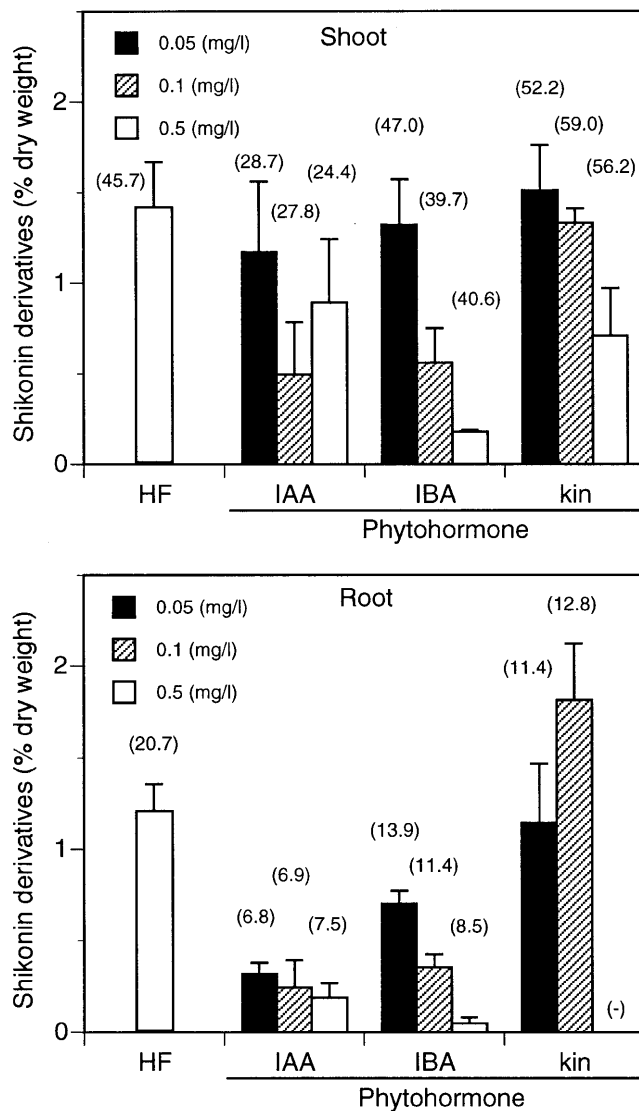 Shoot
0.05 (mg/l)
0.1 (mg/l)
0.5 (mg/l)
Shikonin derivatives (% dry weight)
2
1
0
(45.7)
(28.7)
(27.8)
(24.4)
(47.0)
(39.7)
(40.6)
(52.2)
(59.0)
(56.2)
HF IAA IBA kin
Phytohormone
Root
0.05 (mg/l)
0.1 (mg/l)
0.5 (mg/l)
Shikonin derivatives (% dry weight)
2
1
0
(20.7)
(6.8)
(6.9)
(7.5)
(13.9)
(11.4)
(8.5)
(11.4)
(12.8)
(-)
HF IAA IBA kin
Phytohormone